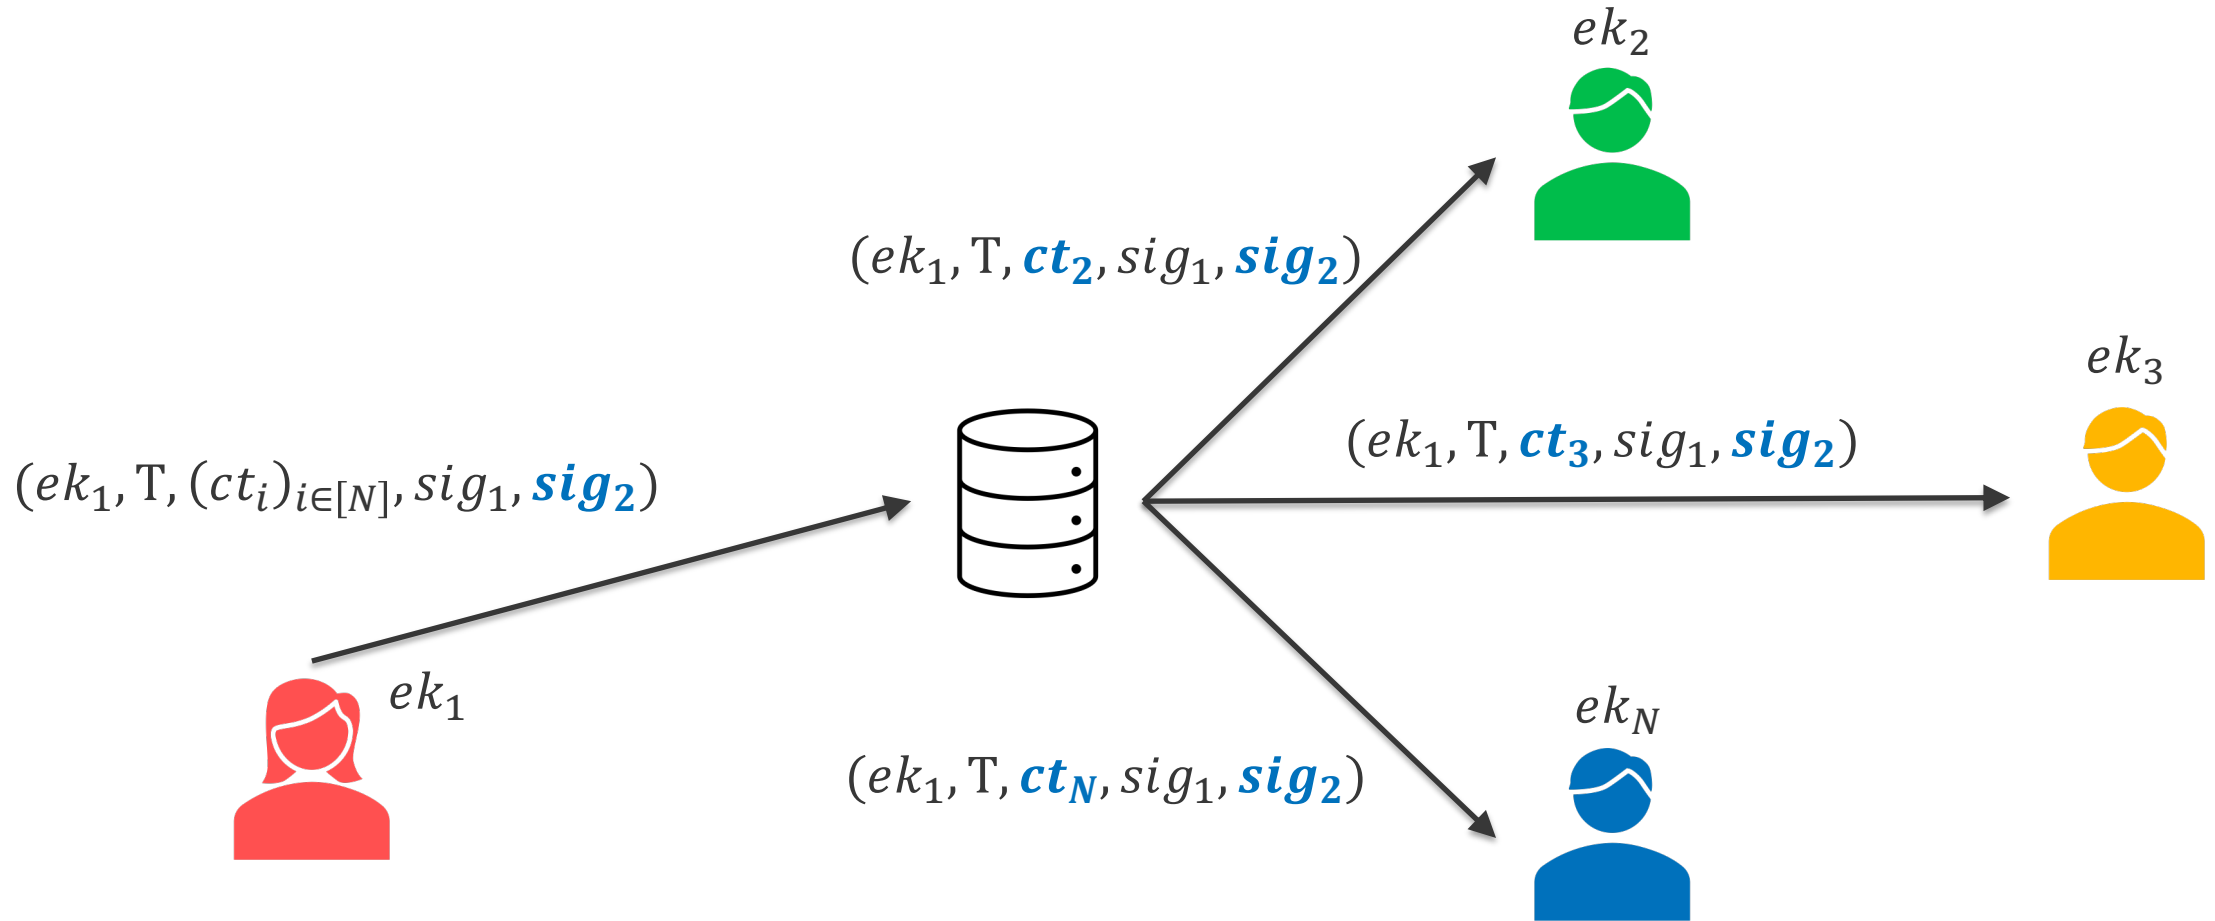 ek₂
(ek₁, T, ct₂, sig₁, sig₂)
ek₃
(ek₁, T, ct₃, sig₁, sig₂)
(ek₁, T, (ctᵢ)ᵢ∈[N], sig₁, sig₂)
ek₁
ek_N
(ek₁, T, ct_N, sig₁, sig₂)